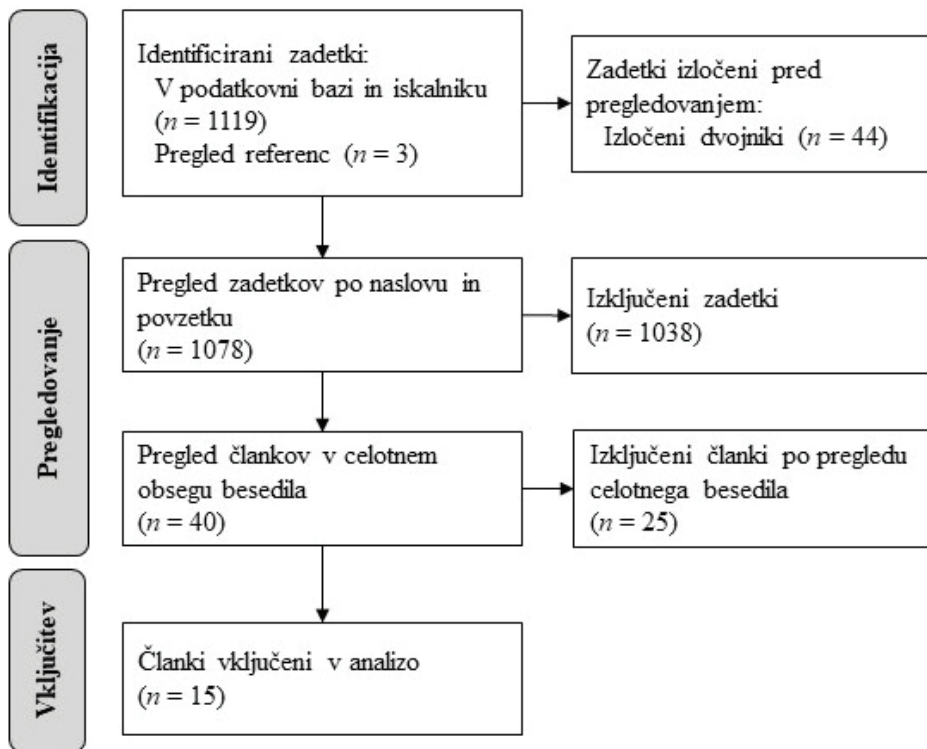 Identifikacija
Identificirani zadetki:
V podatkovni bazi in iskalniku
(n = 1119)
Pregled referenc (n = 3)
Zadetki izločeni pred
pregledovanjem:
Izločeni dvojniki (n = 44)
Pregledovanje
Pregled zadetkov po naslovu in
povzetku
(n = 1078)
Izključeni zadetki
(n = 1038)
Pregled člankov v celotnem
obsegu besedila
(n = 40)
Izključeni članki po pregledu
celotnega besedila
(n = 25)
Vključitev
Članki vključeni v analizo
(n = 15)